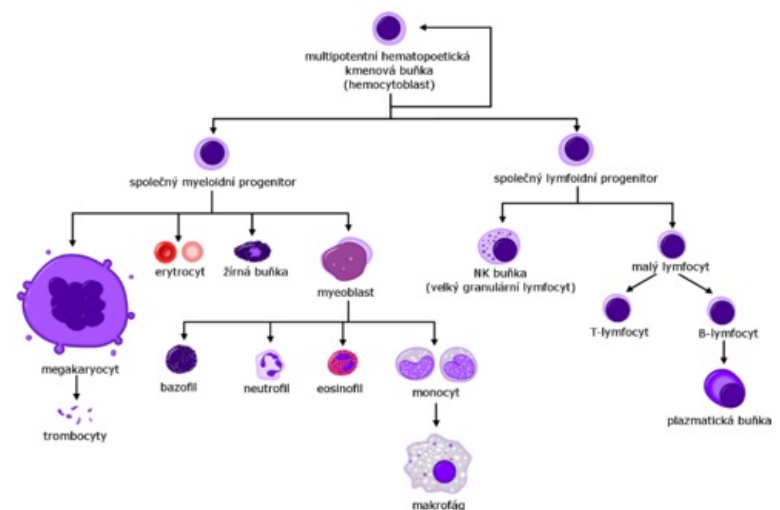 multipotentní hematopoetická
kmenová buňka
(hemocytoblast)
společný myeloidní progenitor
společný lymfoidní progenitor
erytrocyt
žírná buňka
myeoblast
NK buňka
(velký granulární lymfocyt)
malý lymfocyt
T-lymfocyt
B-lymfocyt
megakaryocyt
bazofil
neutrofil
eosinofil
monocyt
plazmatická buňka
trombocyty
makrofág